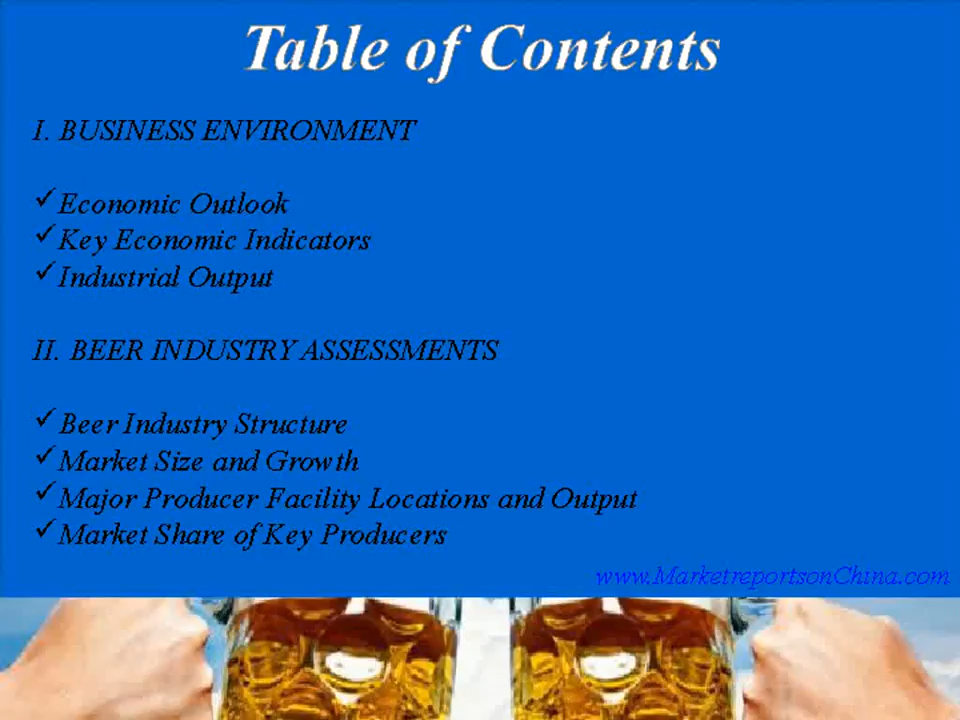 Table of Contents
I. BUSINESS ENVIRONMENT
✓Economic Outlook
✓Key Economic Indicators
✓Industrial Output
II. BEER INDUSTRY ASSESSMENTS
✓Beer Industry Structure
✓Market Size and Growth
✓Major Producer Facility Locations and Output
✓Market Share of Key Producers
www.MarketreportsonChina.com